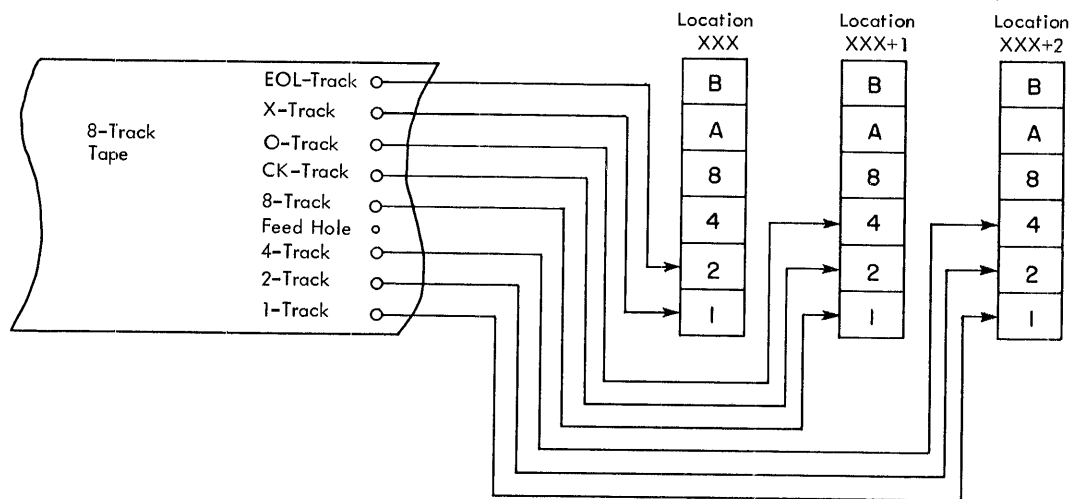 Location
XXX
Location
XXX+1
Location
XXX+2
8-Track
Tape
EOL-Track
X-Track
O-Track
CK-Track
8-Track
Feed Hole
4-Track
2-Track
1-Track
B
A
8
4
2
1
B
A
8
4
2
1
B
A
8
4
2
1